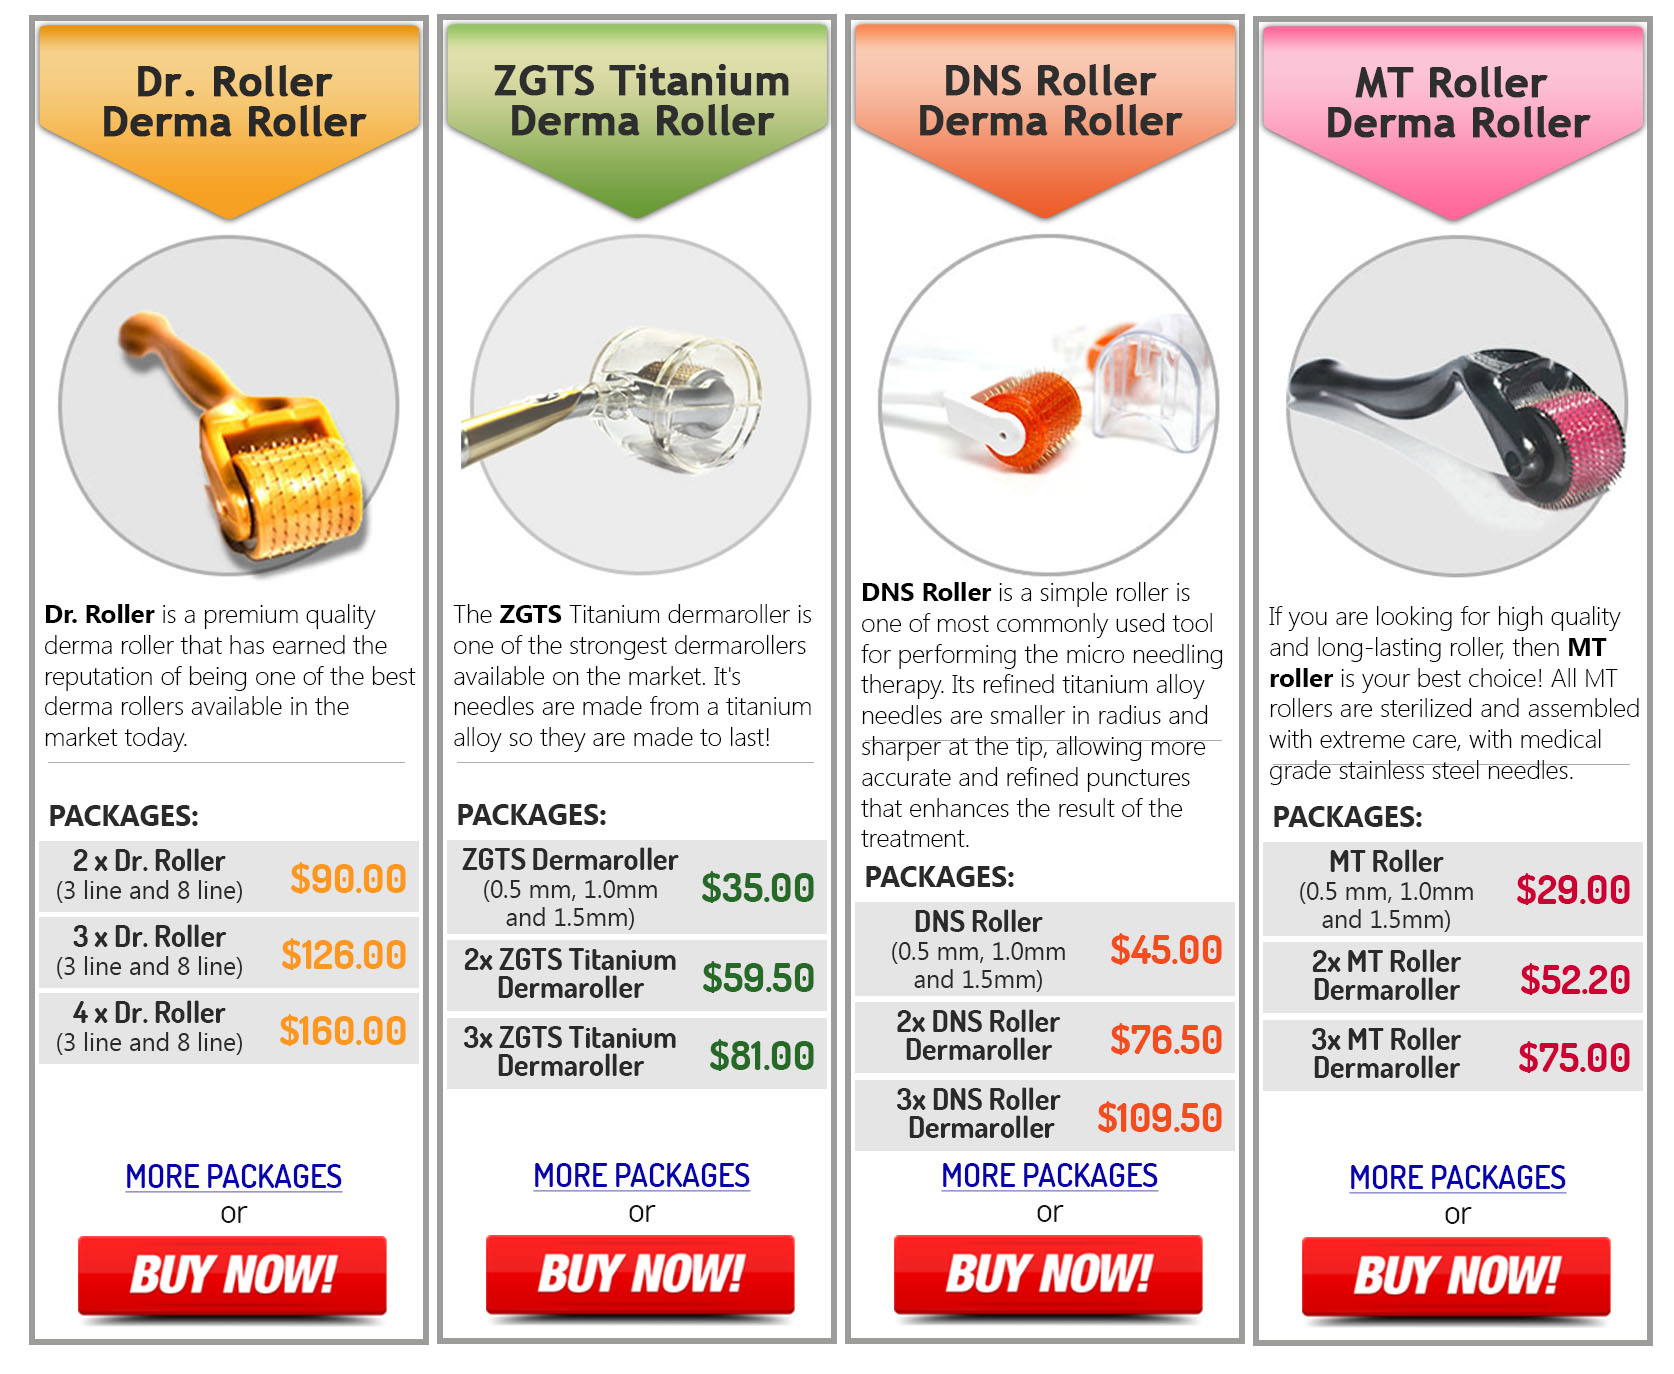 Dr. Roller
Derma Roller
Dr. Roller is a premium quality
derma roller that has earned the
reputation of being one of the best
derma rollers available in the
market today.
PACKAGES:
2 x Dr. Roller
(3 line and 8 line)
$90.00
3 x Dr. Roller
(3 line and 8 line)
$126.00
4 x Dr. Roller
(3 line and 8 line)
$160.00
MORE PACKAGES
or
BUY NOW!
ZGTS Titanium
Derma Roller
The ZGTS Titanium dermaroller is
one of the strongest dermarollers
available on the market. It's
needles are made from a titanium
alloy so they are made to last!
PACKAGES:
ZGTS Dermaroller
(0.5 mm, 1.0mm
and 1.5mm)
$35.00
2x ZGTS Titanium
Dermaroller
$59.50
3x ZGTS Titanium
Dermaroller
$81.00
MORE PACKAGES
or
BUY NOW!
DNS Roller
Derma Roller
DNS Roller is a simple roller is
one of most commonly used tool
for performing the micro needling
therapy. Its refined titanium alloy
needles are smaller in radius and
sharper at the tip, allowing more
accurate and refined punctures
that enhances the result of the
treatment.
PACKAGES:
DNS Roller
(0.5 mm, 1.0mm
and 1.5mm)
$45.00
2x DNS Roller
Dermaroller
$76.50
3x DNS Roller
Dermaroller
$109.50
MORE PACKAGES
or
BUY NOW!
MT Roller
Derma Roller
If you are looking for high quality
and long-lasting roller, then MT
roller is your best choice! All MT
rollers are sterilized and assembled
with extreme care, with medical
grade stainless steel needles.
PACKAGES:
MT Roller
(0.5 mm, 1.0mm
and 1.5mm)
$29.00
2x MT Roller
Dermaroller
$52.20
3x MT Roller
Dermaroller
$75.00
MORE PACKAGES
or
BUY NOW!